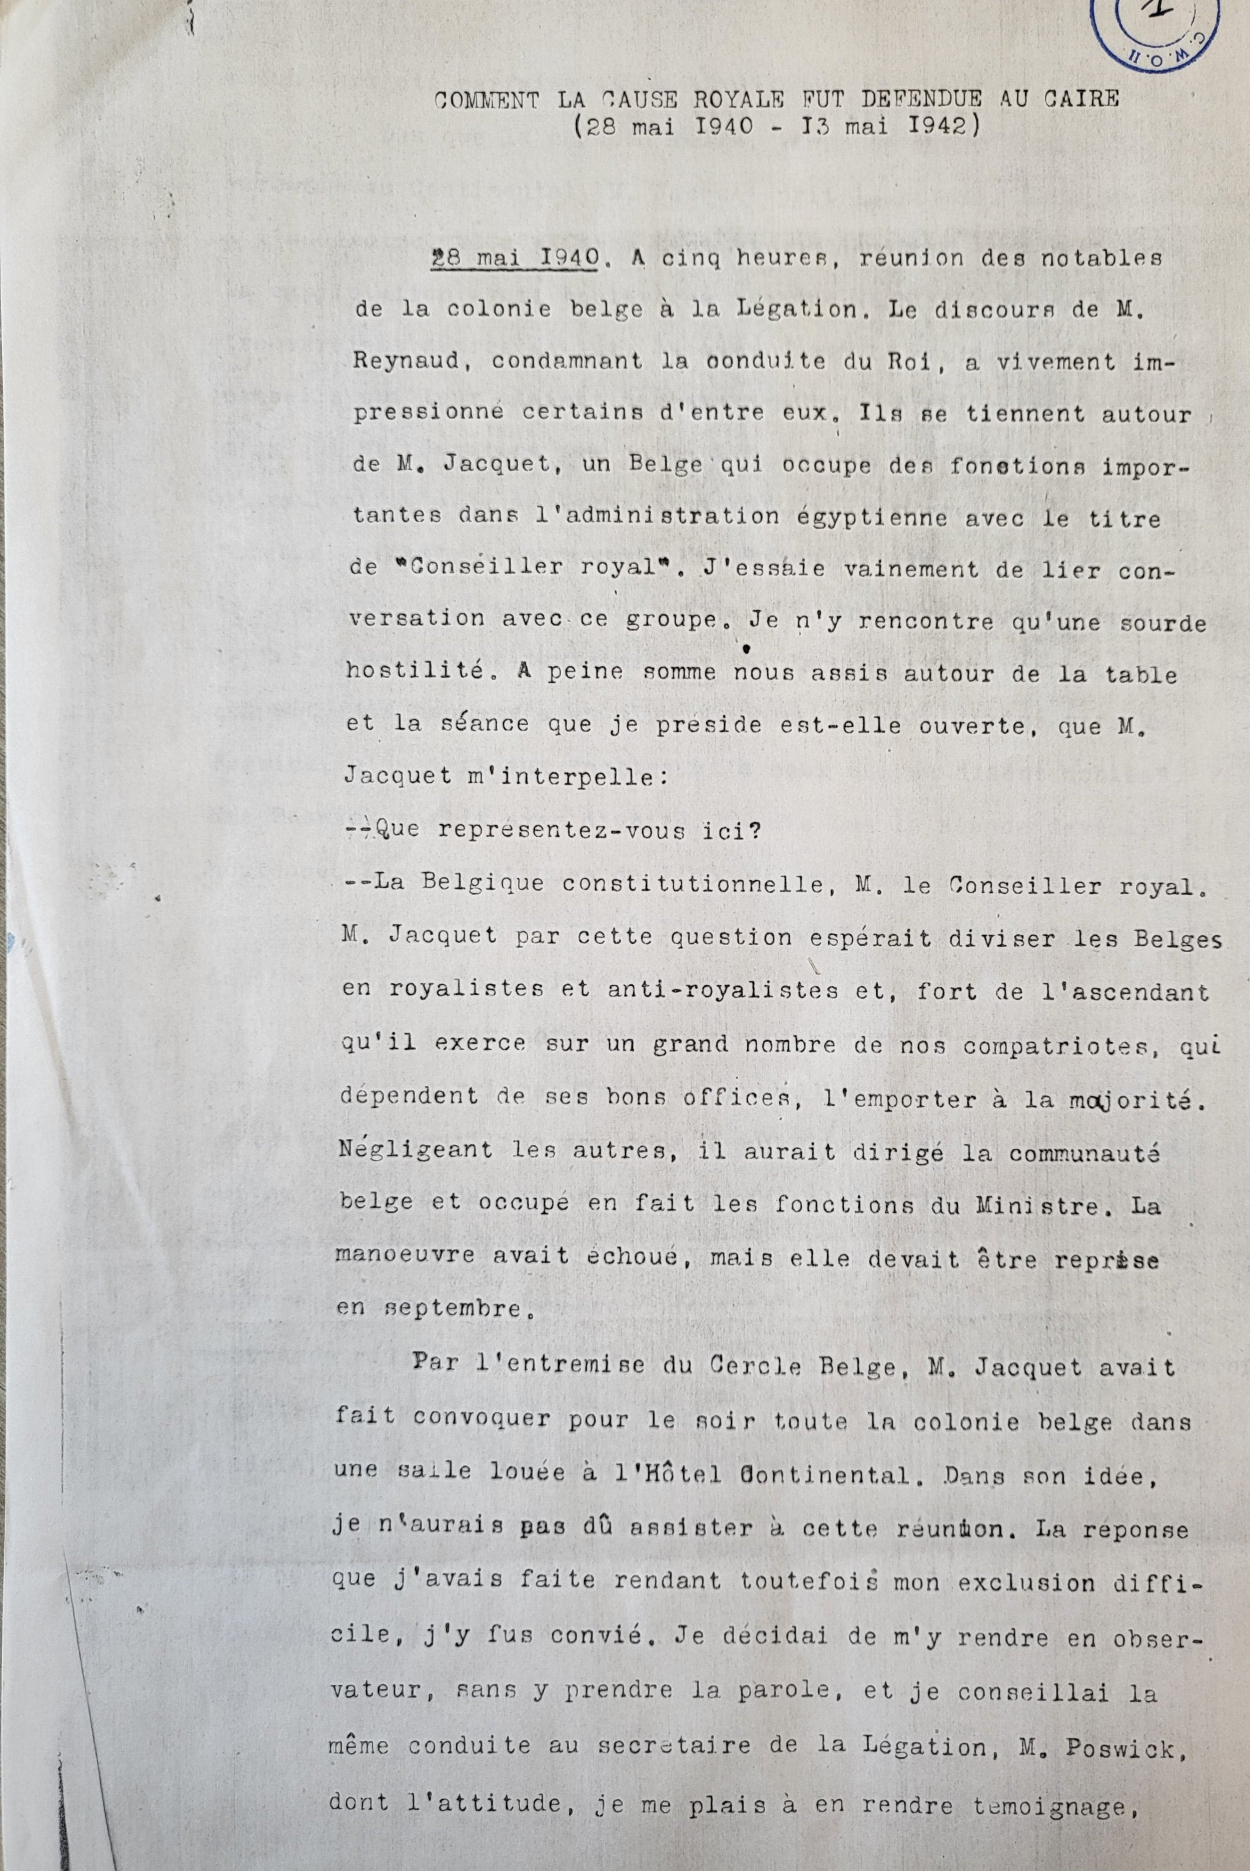 C.W.O.II.
COMMENT LA CAUSE ROYALE FUT DEFENDUE AU CAIRE
(28 mai I940 - I3 mai I942)
28 mai I940. A cinq heures, réunion des notables
de la colonie belge à la Légation. Le discours de M.
Reynaud, condamnant la conduite du Roi, a vivement im-
pressionné certains d'entre eux. Ils se tiennent autour
de M. Jacquet, un Belge qui occupe des fonctions impor-
tantes dans l'administration égyptienne avec le titre
de "Conseiller royal". J'essaie vainement de lier con-
versation avec ce groupe. Je n'y rencontre qu'une sourde
hostilité. A peine somme nous assis autour de la table
et la séance que je préside est-elle ouverte, que M.
Jacquet m'interpelle:
--Que représentez-vous ici?
--La Belgique constitutionnelle, M. le Conseiller royal.
M. Jacquet par cette question espérait diviser les Belges
en royalistes et anti-royalistes et, fort de l'ascendant
qu'il exerce sur un grand nombre de nos compatriotes, qui
dépendent de ses bons offices, l'emporter à la majorité.
Négligeant les autres, il aurait dirigé la communauté
belge et occupé en fait les fonctions du Ministre. La
manoeuvre avait échoué, mais elle devait être reprise
en septembre.
Par l'entremise du Cercle Belge, M. Jacquet avait
fait convoquer pour le soir toute la colonie belge dans
une salle louée à l'Hôtel Continental. Dans son idée,
je n'aurais pas dû assister à cette réunion. La réponse
que j'avais faite rendant toutefois mon exclusion diffi-
cile, j'y fus convié. Je décidai de m'y rendre en obser-
vateur, sans y prendre la parole, et je conseillai la
même conduite au secrétaire de la Légation, M. Poswick,
dont l'attitude, je me plais à en rendre témoignage,